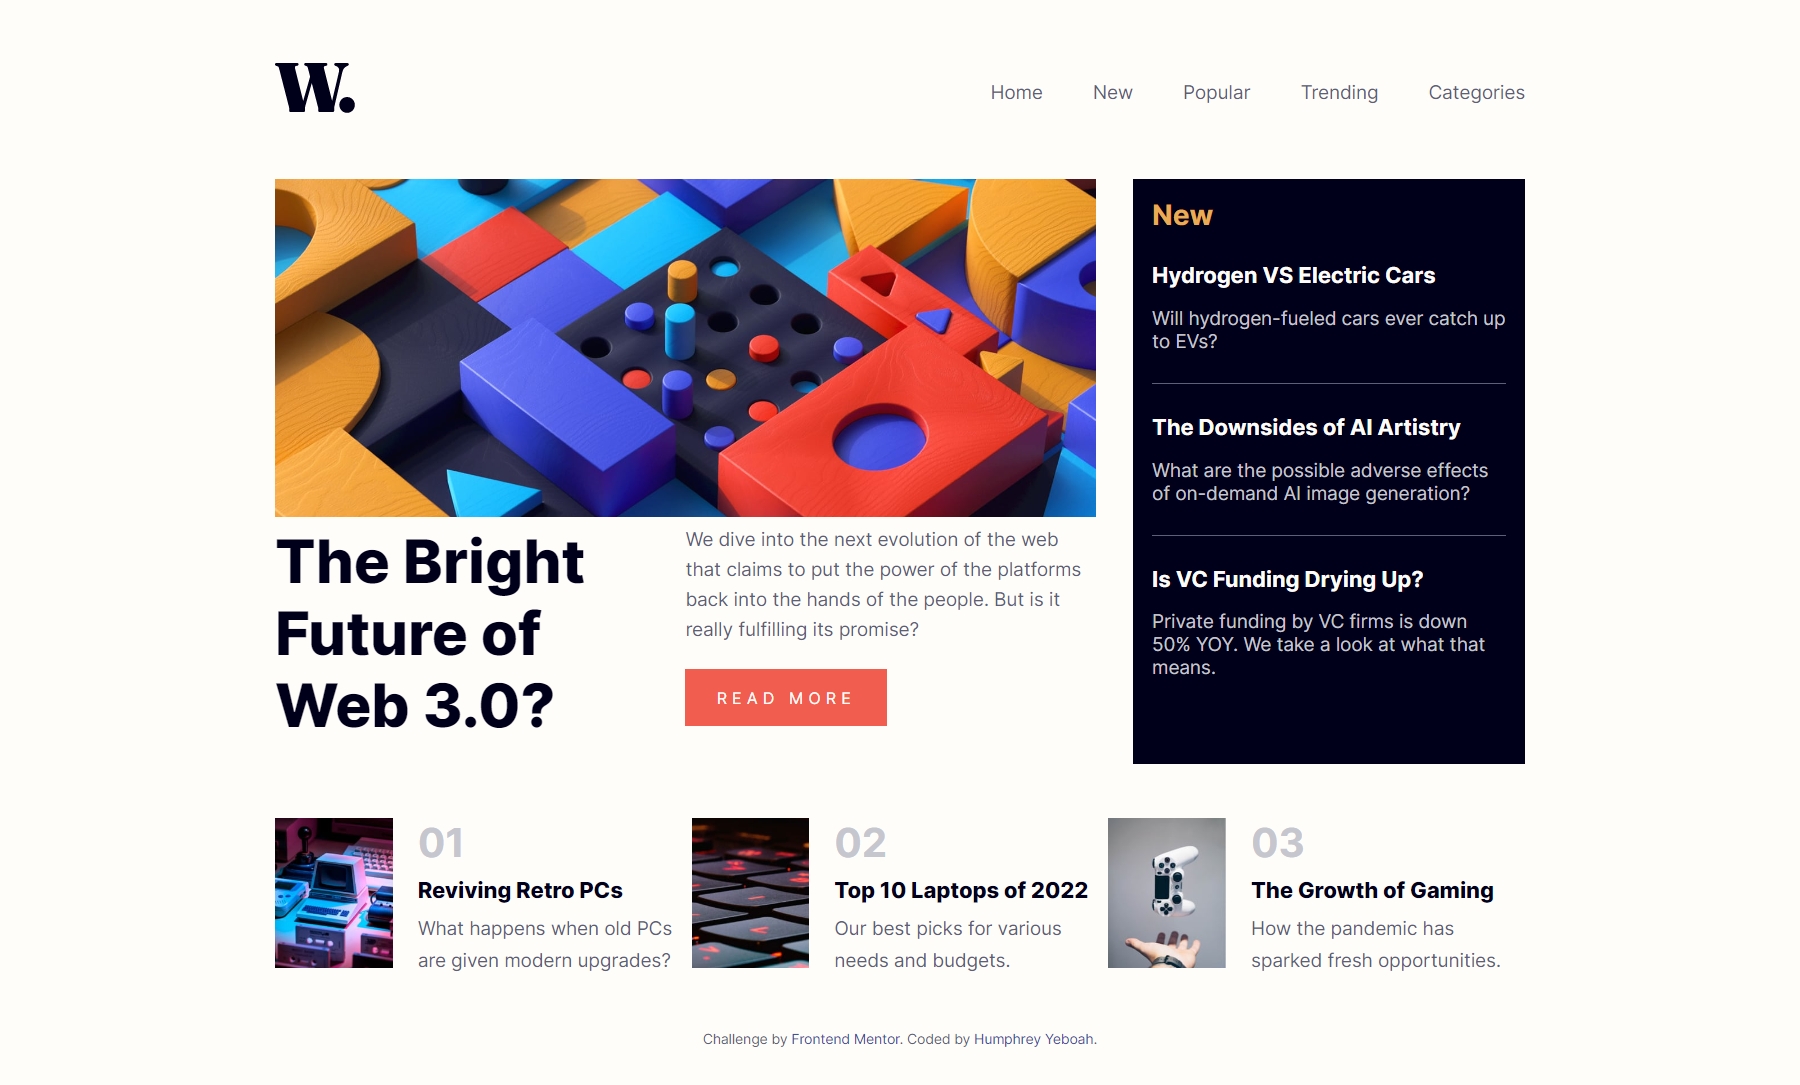 W.
Home New Popular Trending Categories
The Bright
Future of
Web 3.0?
We dive into the next evolution of the web
that claims to put the power of the platforms
back into the hands of the people. But is it
really fulfilling its promise?
READ MORE
New
Hydrogen VS Electric Cars
Will hydrogen-fueled cars ever catch up
to EVs?
The Downsides of AI Artistry
What are the possible adverse effects
of on-demand AI image generation?
Is VC Funding Drying Up?
Private funding by VC firms is down
50% YOY. We take a look at what that
means.
01
Reviving Retro PCs
What happens when old PCs
are given modern upgrades?
02
Top 10 Laptops of 2022
Our best picks for various
needs and budgets.
03
The Growth of Gaming
How the pandemic has
sparked fresh opportunities.
Challenge by Frontend Mentor. Coded by Humphrey Yeboah.